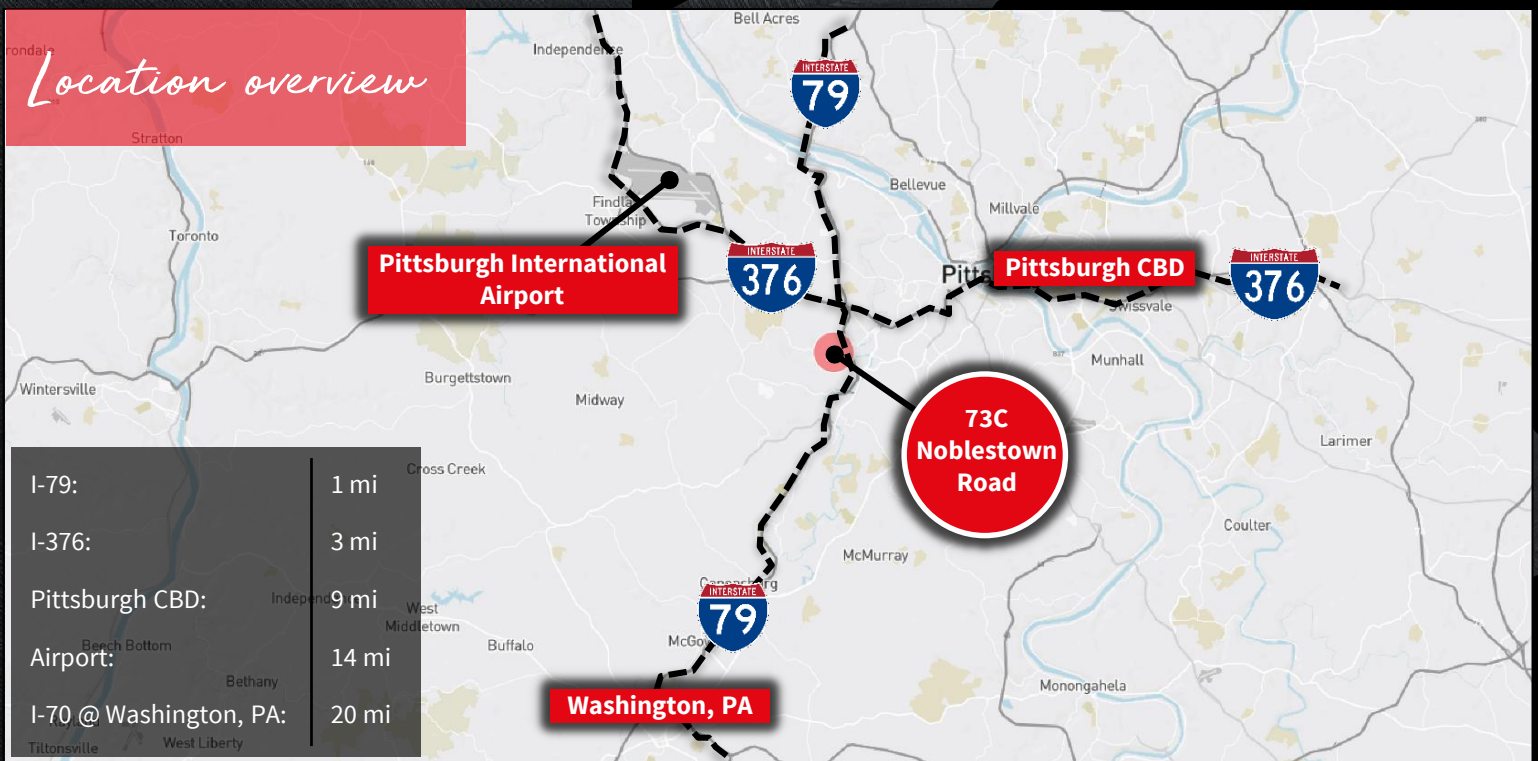 Location overview
Bell Acres
Independence
INTERSTATE
79
Stratton
Bellevue
Millvale
Toronto
Township
Pittsburgh International
Airport
INTERSTATE
376
Pittsburgh CBD
INTERSTATE
376
Swissvale
Munhall
Wintersville
Burgettstown
Midway
73C
Noblestown
Road
Larimer
Cross Creek
I-79: 1 mi
I-376: 3 mi
Pittsburgh CBD: 9 mi
Airport: 14 mi
I-70 @ Washington, PA: 20 mi
Coulter
McMurray
INTERSTATE
79
West
Middletown
Buffalo
Beech Bottom
Bethany
Washington, PA
Monongahela
Tiltonsville
West Liberty